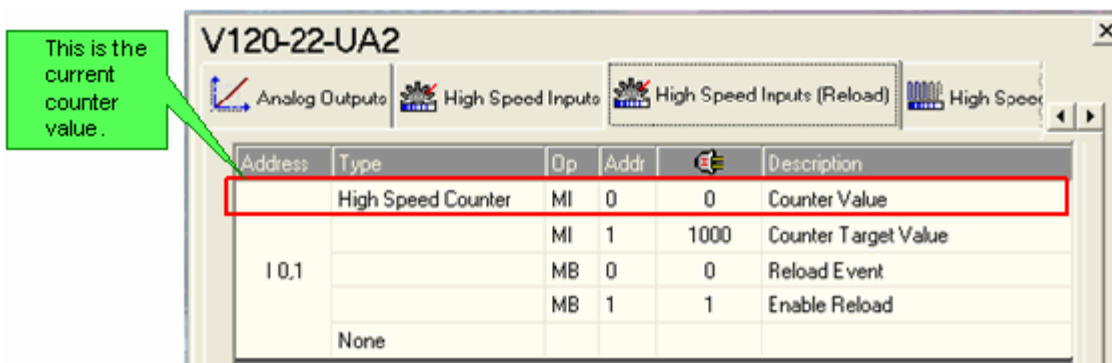 This is the
current
counter
value.
V120-22-UA2
Analog Outputs High Speed Inputs High Speed Inputs (Reload) High Speed
Address Type Op Addr Description
High Speed Counter MI 0 0 Counter Value
MI 1 1000 Counter Target Value
I 0,1 MB 0 0 Reload Event
MB 1 1 Enable Reload
None